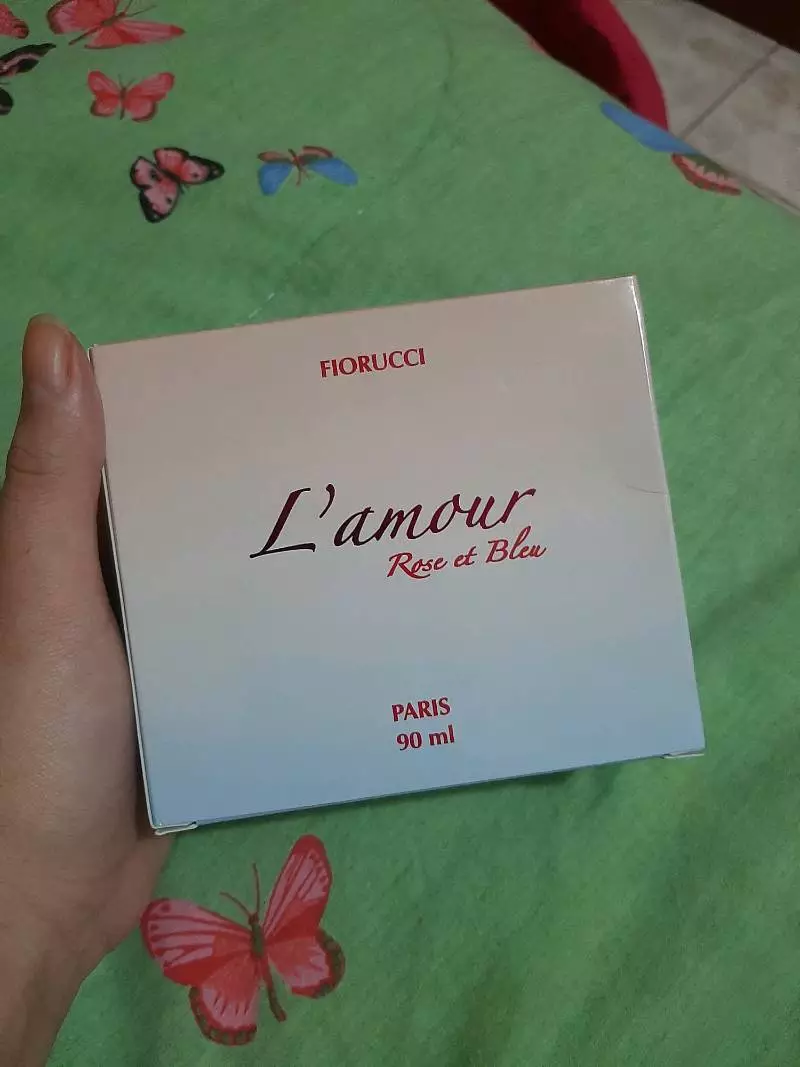 FIORUCCI
L'amour
Rose et Bleu
PARIS
90 ml